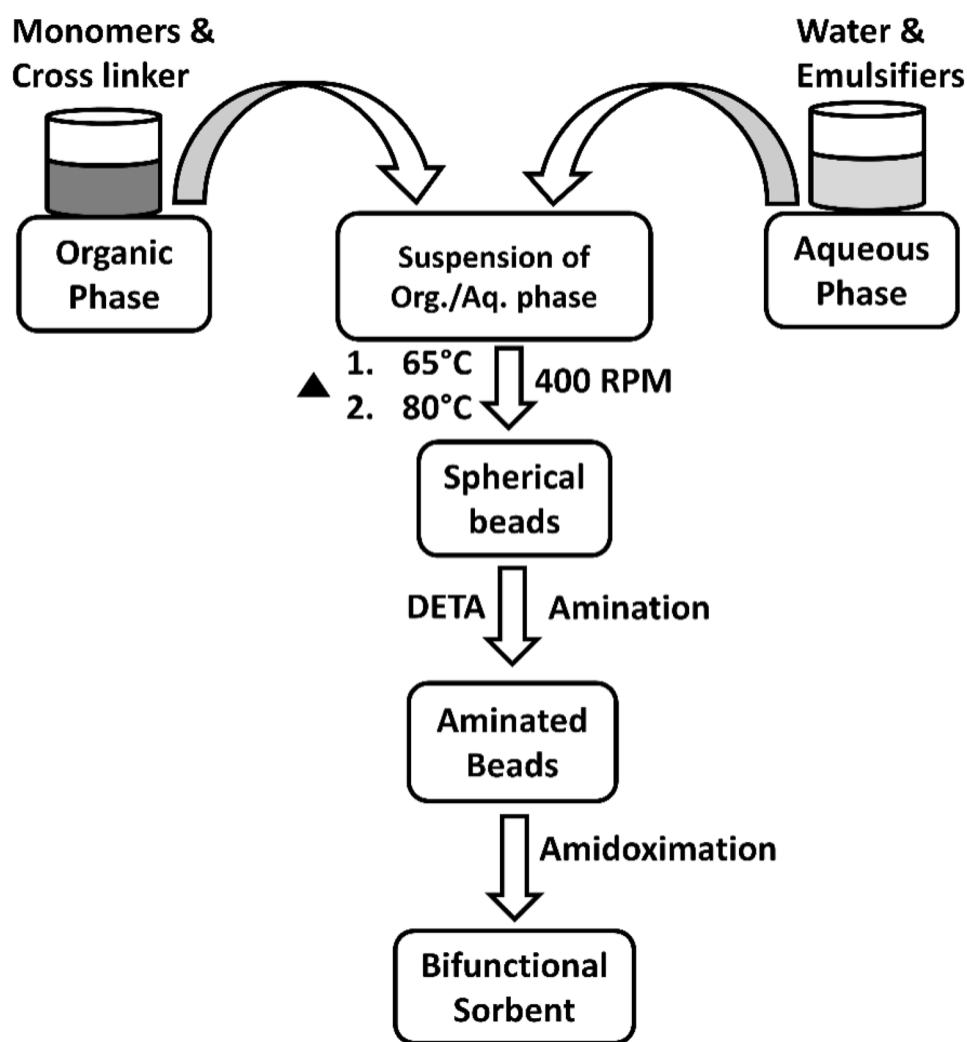 Monomers &
Cross linker
Water &
Emulsifiers
Organic
Phase
Suspension of
Org./Aq. phase
Aqueous
Phase
1. 65°C
2. 80°C
400 RPM
Spherical
beads
DETA
Amination
Aminated
Beads
Amidoximation
Bifunctional
Sorbent